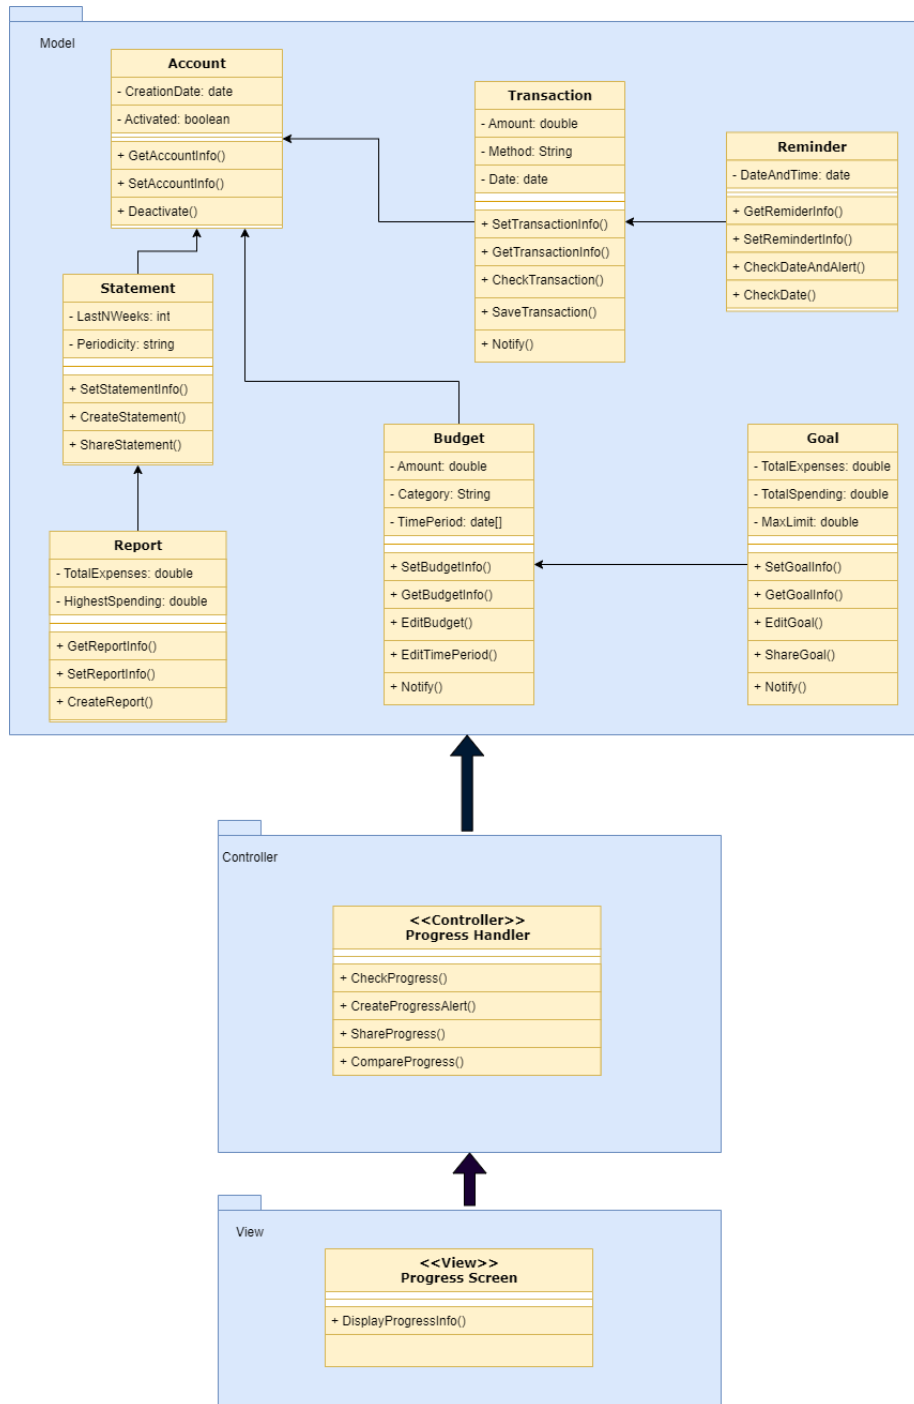 Model
Account
- CreationDate: date
- Activated: boolean
+ GetAccountInfo()
+ SetAccountInfo()
+ Deactivate()
Transaction
- Amount: double
- Method: String
- Date: date
+ SetTransactionInfo()
+ GetTransactionInfo()
+ CheckTransaction()
+ SaveTransaction()
+ Notify()
Reminder
- DateAndTime: date
+ GetRemiderInfo()
+ SetRemindertInfo()
+ CheckDateAndAlert()
+ CheckDate()
Statement
- LastNWeeks: int
- Periodicity: string
+ SetStatementInfo()
+ CreateStatement()
+ ShareStatement()
Budget
- Amount: double
- Category: String
- TimePeriod: date[]
+ SetBudgetInfo()
+ GetBudgetInfo()
+ EditBudget()
+ EditTimePeriod()
+ Notify()
Goal
- TotalExpenses: double
- TotalSpending: double
- MaxLimit: double
+ SetGoalInfo()
+ GetGoalInfo()
+ EditGoal()
+ ShareGoal()
+ Notify()
Report
- TotalExpenses: double
- HighestSpending: double
+ GetReportInfo()
+ SetReportInfo()
+ CreateReport()
Controller
<<Controller>>
Progress Handler
+ CheckProgress()
+ CreateProgressAlert()
+ ShareProgress()
+ CompareProgress()
View
<<View>>
Progress Screen
+ DisplayProgressInfo()